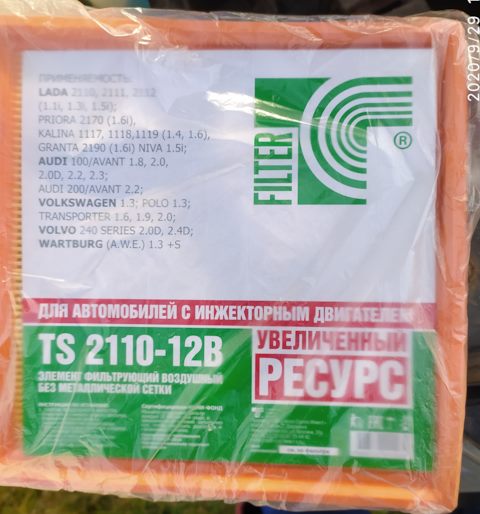 ПРИМЕНЯЕМОСТЬ:
LADA 2110, 2111, 2112
(1.1i, 1.3i, 1.5i);
PRIORA 2170 (1.6i),
KALINA 1117, 1118,1119 (1.4, 1.6),
GRANTA 2190 (1.6i) NIVA 1.5i;
AUDI 100/AVANT 1.8, 2.0,
2.0D, 2.2, 2.3;
AUDI 200/AVANT 2.2;
VOLKSWAGEN 1.3; POLO 1.3;
TRANSPORTER 1.6, 1.9, 2.0;
VOLVO 240 SERIES 2.0D, 2.4D;
WARTBURG (A.W.E.) 1.3 +S
FILTER
®
2020/9/29 1
ДЛЯ АВТОМОБИЛЕЙ С ИНЖЕКТОРНЫМ ДВИГАТЕЛЕМ
TS 2110-12В
ЭЛЕМЕНТ ФИЛЬТРУЮЩИЙ ВОЗДУШНЫЙ
БЕЗ МЕТАЛЛИЧЕСКОЙ СЕТКИ
УВЕЛИЧЕННЫЙ
РЕСУРС
EAC